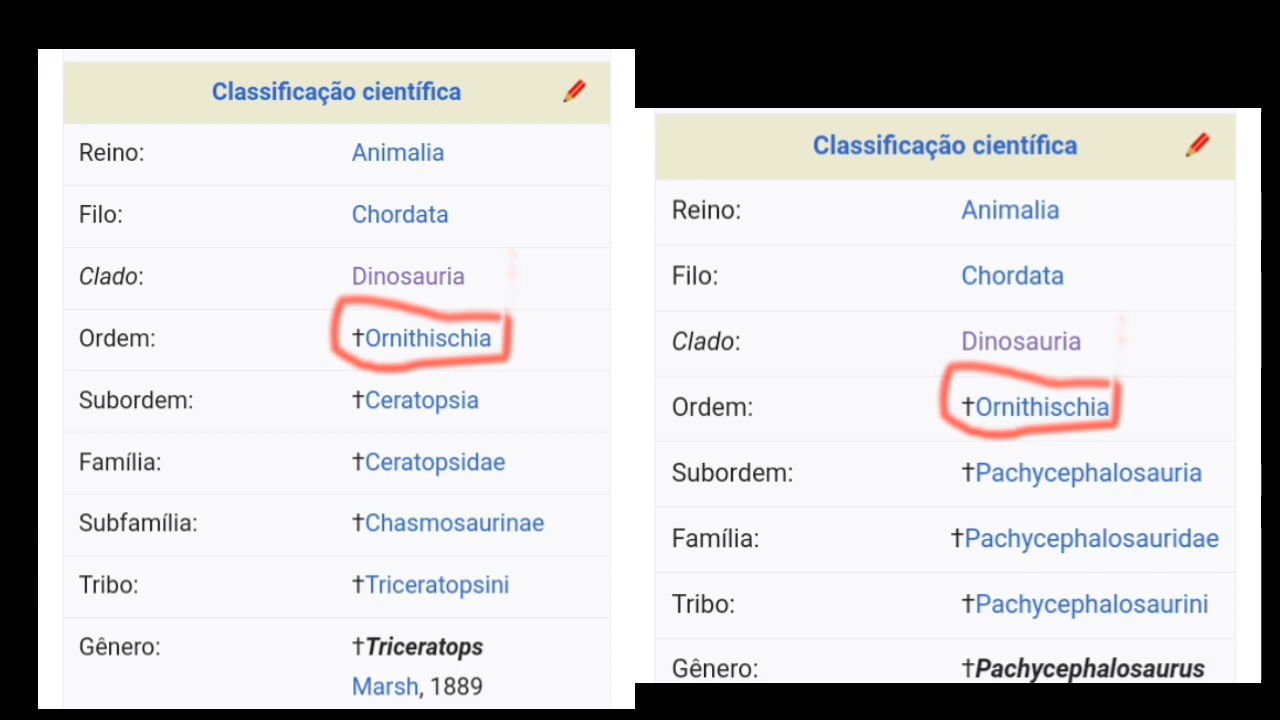 Classificação científica
Reino: Animalia
Filo: Chordata
Clado: Dinosauria
Ordem: †Ornithischia
Subordem: †Ceratopsia
Família: †Ceratopsidae
Subfamília: †Chasmosaurinae
Tribo: †Triceratopsini
Gênero: †Triceratops
Marsh, 1889
Classificação científica
Reino: Animalia
Filo: Chordata
Clado: Dinosauria
Ordem: †Ornithischia
Subordem: †Pachycephalosauria
Família: †Pachycephalosauridae
Tribo: †Pachycephalosaurini
Gênero: †Pachycephalosaurus